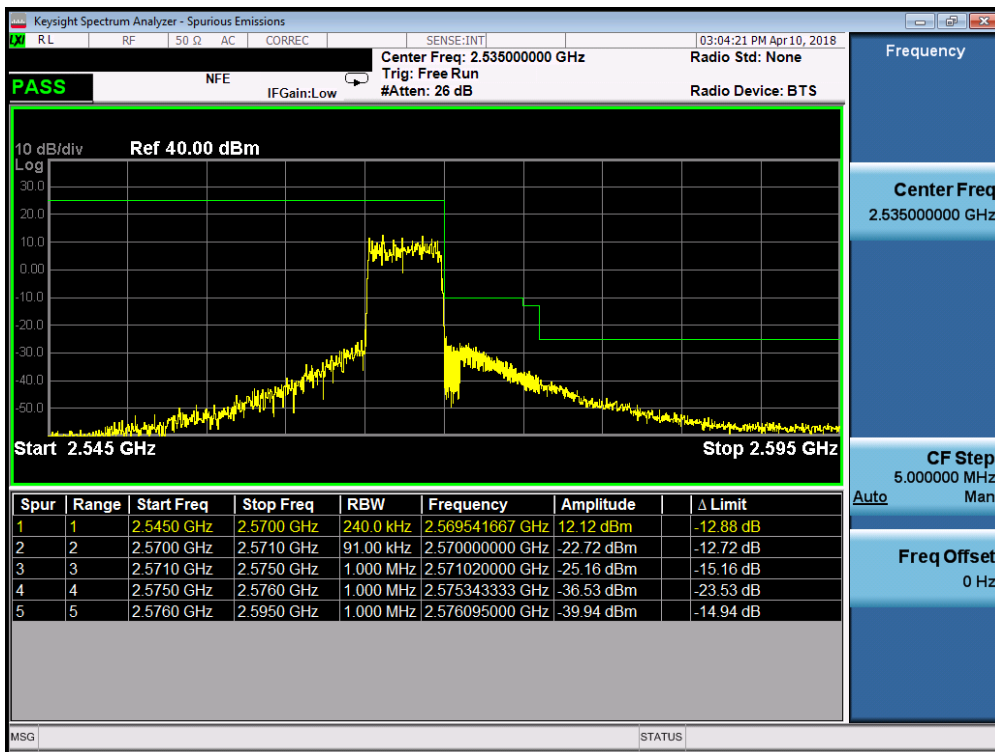 Keysight Spectrum Analyzer - Spurious Emissions
LXI RL RF 50 Ω AC CORREC SENSE:INT 03:04:21 PM Apr 10, 2018
Center Freq: 2.535000000 GHz Radio Std: None
NFE Trig: Free Run
PASS IFGain:Low #Atten: 26 dB Radio Device: BTS
10 dB/div Ref 40.00 dBm
Log
30.0
20.0
10.0
0.00
-10.0
-20.0
-30.0
-40.0
-50.0
Start 2.545 GHz Stop 2.595 GHz
Spur Range Start Freq Stop Freq RBW Frequency Amplitude Δ Limit
1 1 2.5450 GHz 2.5700 GHz 240.0 kHz 2.569541667 GHz 12.12 dBm -12.88 dB
2 2 2.5700 GHz 2.5710 GHz 91.00 kHz 2.570000000 GHz -22.72 dBm -12.72 dB
3 3 2.5710 GHz 2.5750 GHz 1.000 MHz 2.571020000 GHz -25.16 dBm -15.16 dB
4 4 2.5750 GHz 2.5760 GHz 1.000 MHz 2.575343333 GHz -36.53 dBm -23.53 dB
5 5 2.5760 GHz 2.5950 GHz 1.000 MHz 2.576095000 GHz -39.94 dBm -14.94 dB
MSG STATUS
Frequency
Center Freq
2.535000000 GHz
CF Step
5.000000 MHz
Auto Man
Freq Offset
0 Hz